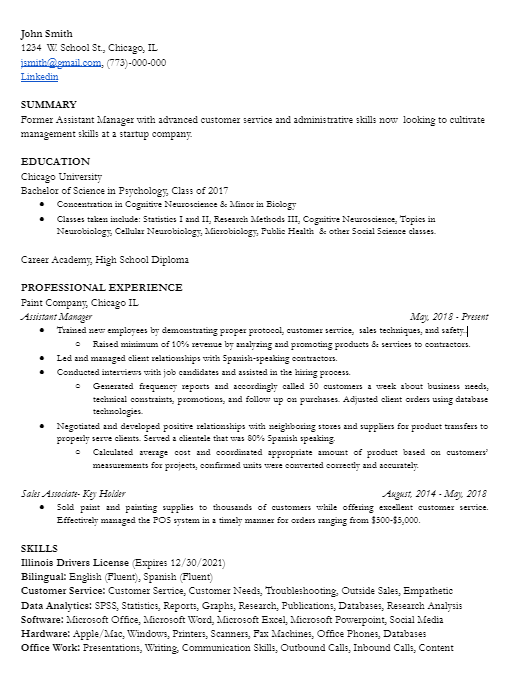 John Smith
1234 W. School St., Chicago, IL
jsmith@gmail.com, (773)-000-000
Linkedin
SUMMARY
Former Assistant Manager with advanced customer service and administrative skills now looking to cultivate
management skills at a startup company.
EDUCATION
Chicago University
Bachelor of Science in Psychology, Class of 2017
● Concentration in Cognitive Neuroscience & Minor in Biology
● Classes taken include: Statistics I and II, Research Methods III, Cognitive Neuroscience, Topics in
Neurobiology, Cellular Neurobiology, Microbiology, Public Health & other Social Science classes.
Career Academy, High School Diploma
PROFESSIONAL EXPERIENCE
Paint Company, Chicago IL
Assistant Manager May, 2018 - Present
● Trained new employees by demonstrating proper protocol, customer service, sales techniques, and safety.
○ Raised minimum of 10% revenue by analyzing and promoting products & services to contractors.
● Led and managed client relationships with Spanish-speaking contractors.
● Conducted interviews with job candidates and assisted in the hiring process.
○ Generated frequency reports and accordingly called 50 customers a week about business needs,
technical constraints, promotions, and follow up on purchases. Adjusted client orders using database
technologies.
● Negotiated and developed positive relationships with neighboring stores and suppliers for product transfers to
properly serve clients. Served a clientele that was 80% Spanish speaking.
○ Calculated average cost and coordinated appropriate amount of product based on customers'
measurements for projects, confirmed units were converted correctly and accurately.
Sales Associate- Key Holder August, 2014 - May, 2018
● Sold paint and painting supplies to thousands of customers while offering excellent customer service.
Effectively managed the POS system in a timely manner for orders ranging from $500-$5,000.
SKILLS
Illinois Drivers License (Expires 12/30/2021)
Bilingual: English (Fluent), Spanish (Fluent)
Customer Service: Customer Service, Customer Needs, Troubleshooting, Outside Sales, Empathetic
Data Analytics: SPSS, Statistics, Reports, Graphs, Research, Publications, Databases, Research Analysis
Software: Microsoft Office, Microsoft Word, Microsoft Excel, Microsoft Powerpoint, Social Media
Hardware: Apple/Mac, Windows, Printers, Scanners, Fax Machines, Office Phones, Databases
Office Work: Presentations, Writing, Communication Skills, Outbound Calls, Inbound Calls, Content